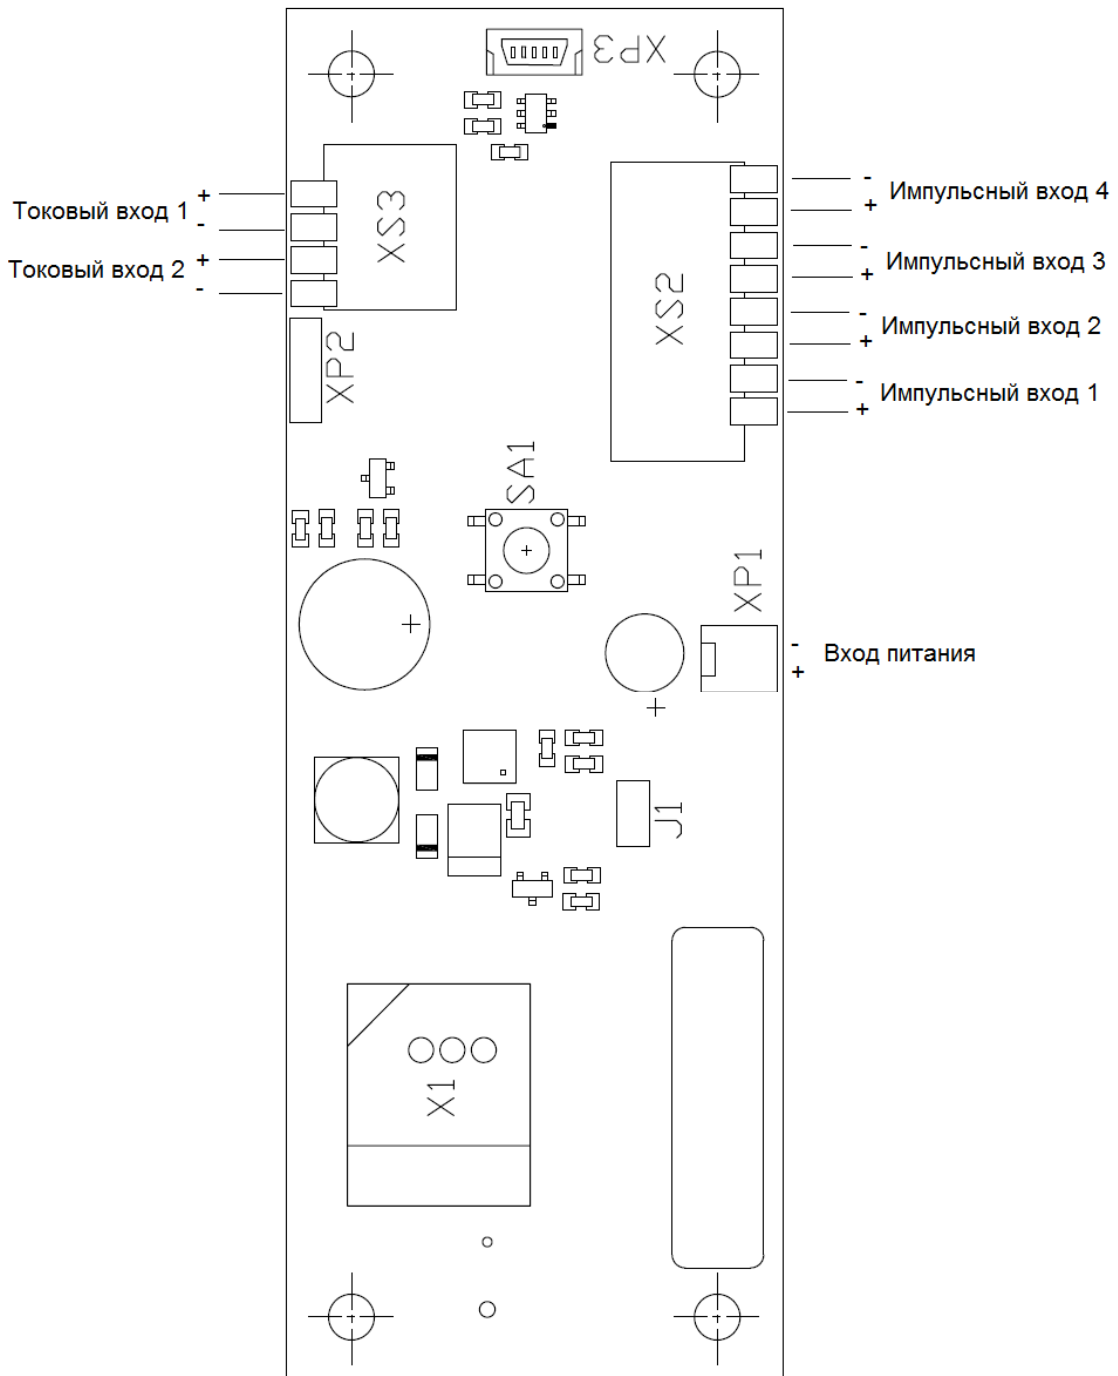 XP3
+
Токовый вход 1
-
+
Токовый вход 2
-
XS3
XP2
-
Импульсный вход 4
+
-
Импульсный вход 3
+
-
Импульсный вход 2
+
-
Импульсный вход 1
+
XS2
SA1
XP1
-
Вход питания
+
+
+
J1
X1